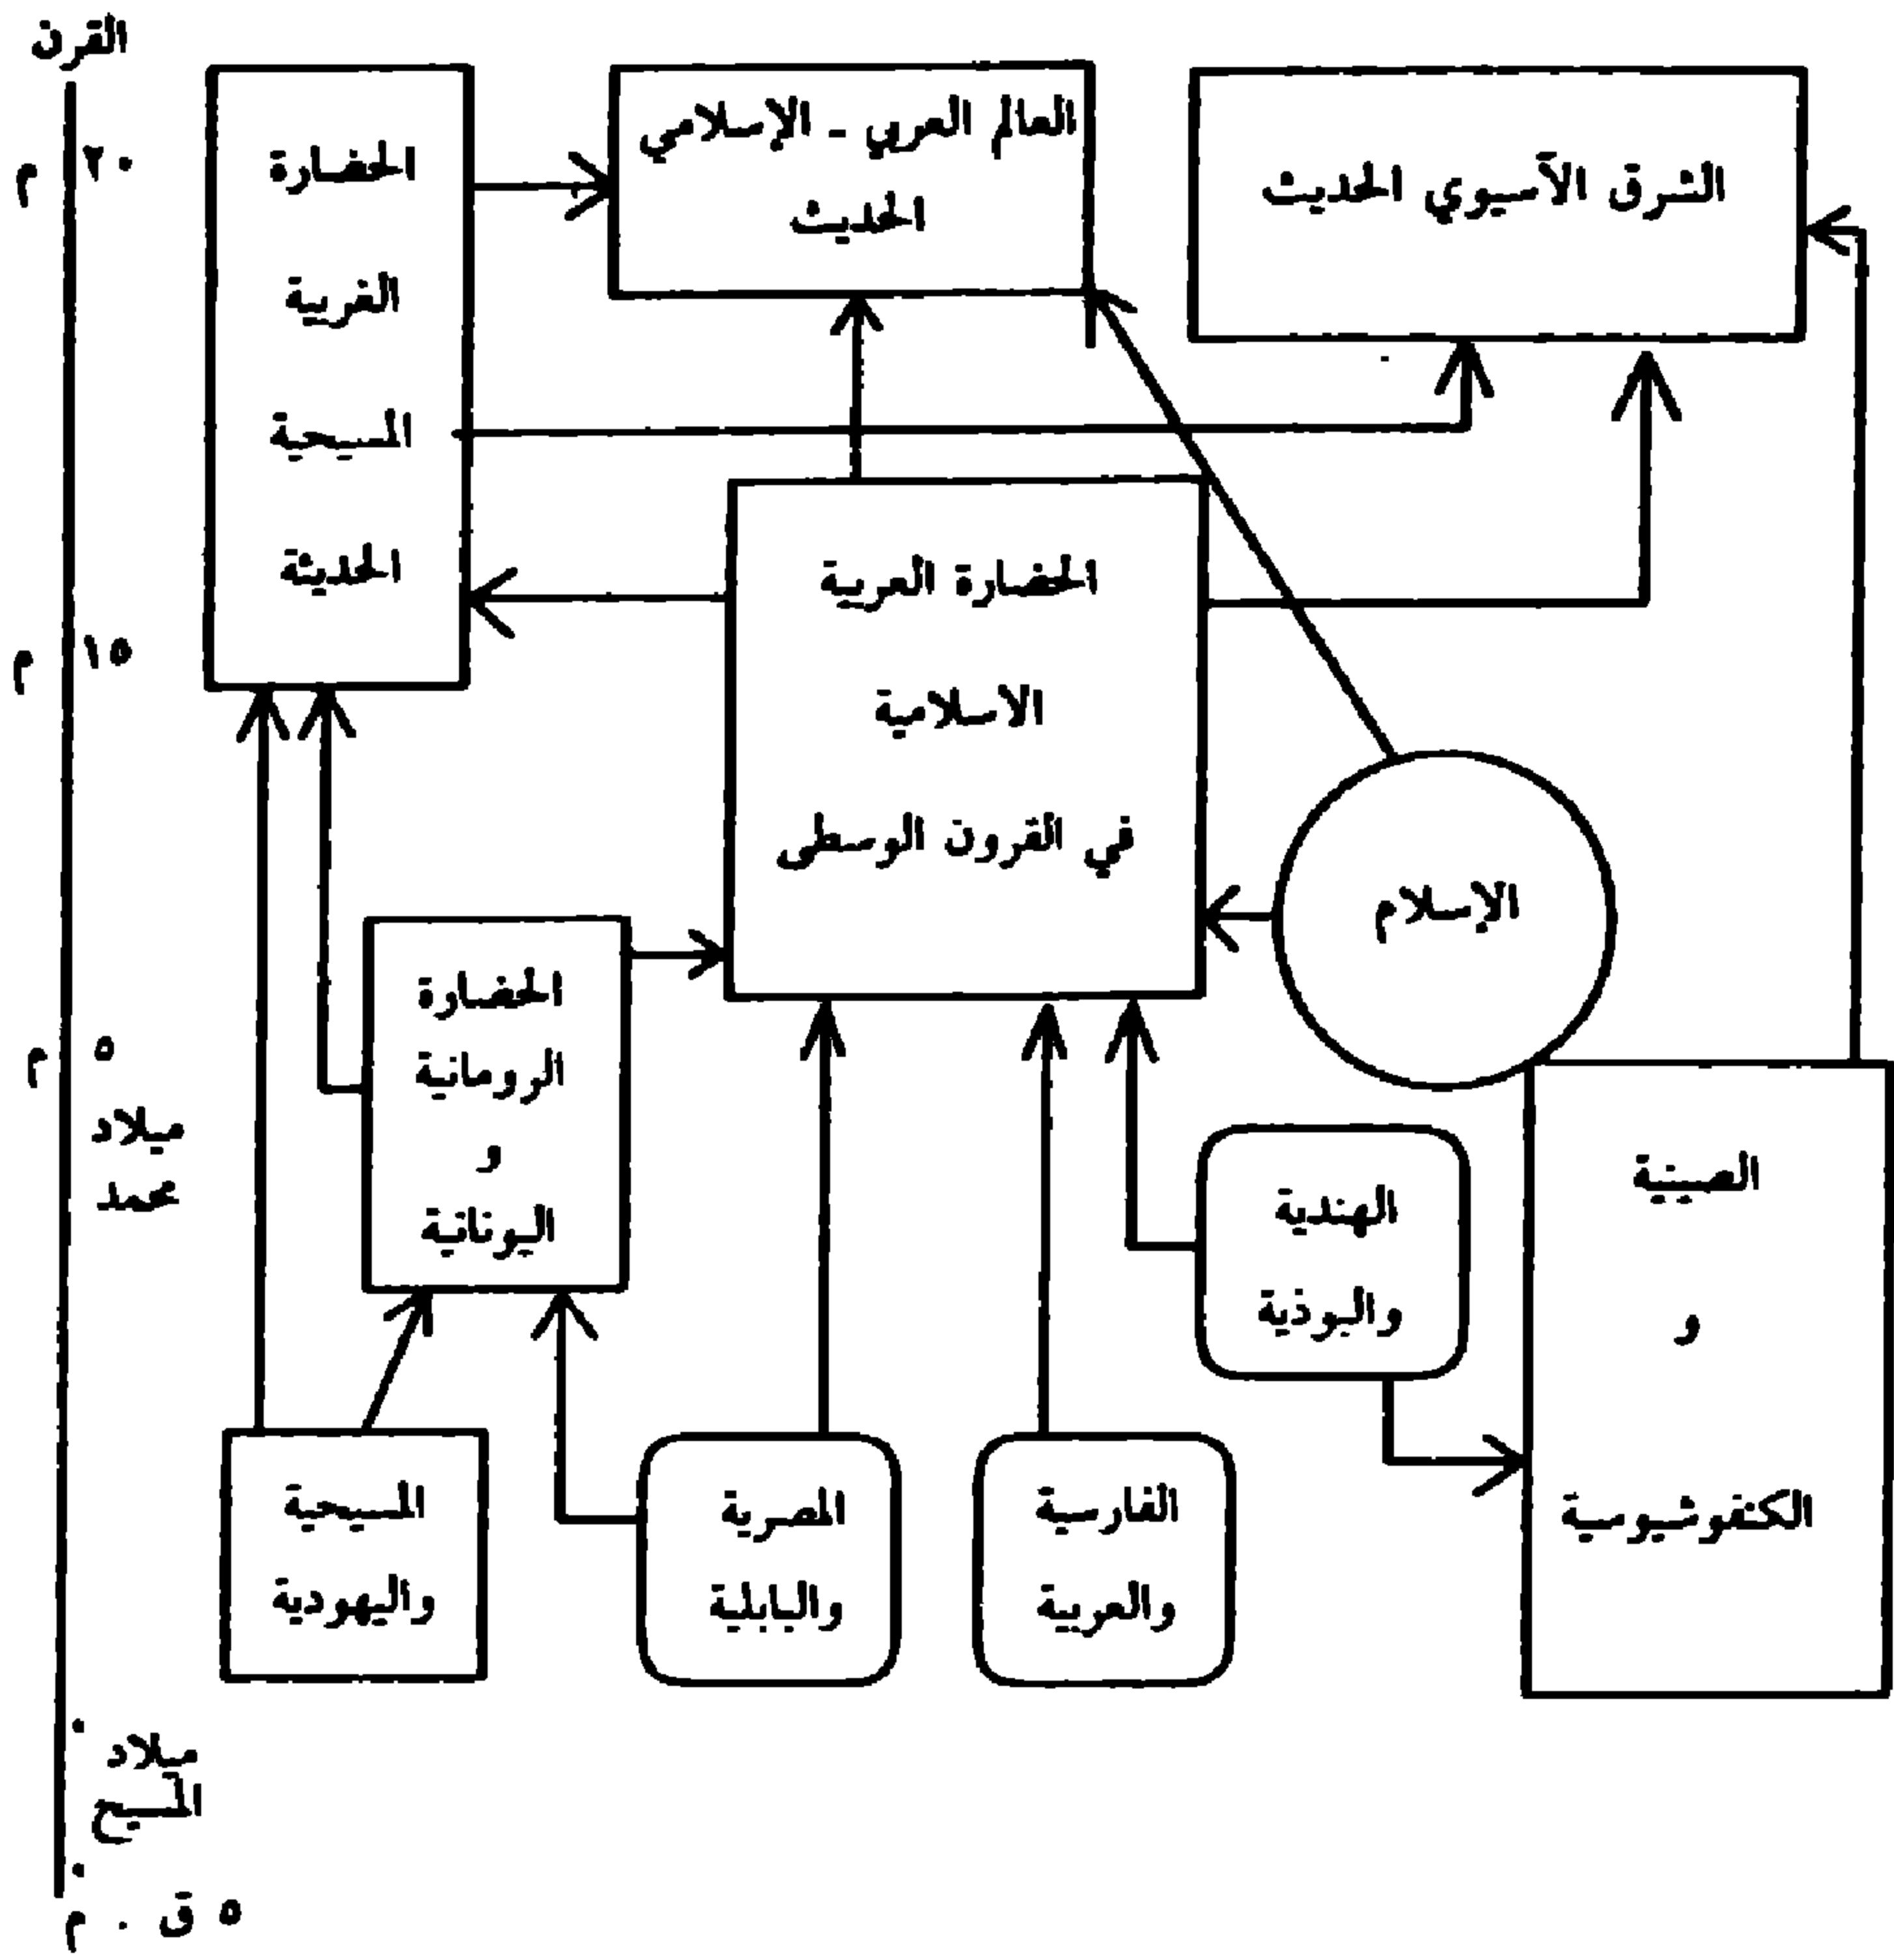 القرن
٢٠ م
١٥ م
٥ م
ميلاد
محمد
ميلاد
المسيح
٥ ق . م
الشرق الآسيوي الحديث
العالم العربي - الإسلامي
الحديث
الحضارة
الغربية
المسيحية
الحديثة
الحضارة العربية
الاسلامية
في القرون الوسطى
الإسلام
الحضارة
الرومانية
و
اليونانية
الصينية
و
الكنفوشيوسية
الهندية
والبوذية
الفارسية
والعربية
المصرية
والبابلية
المسيحية
واليهودية